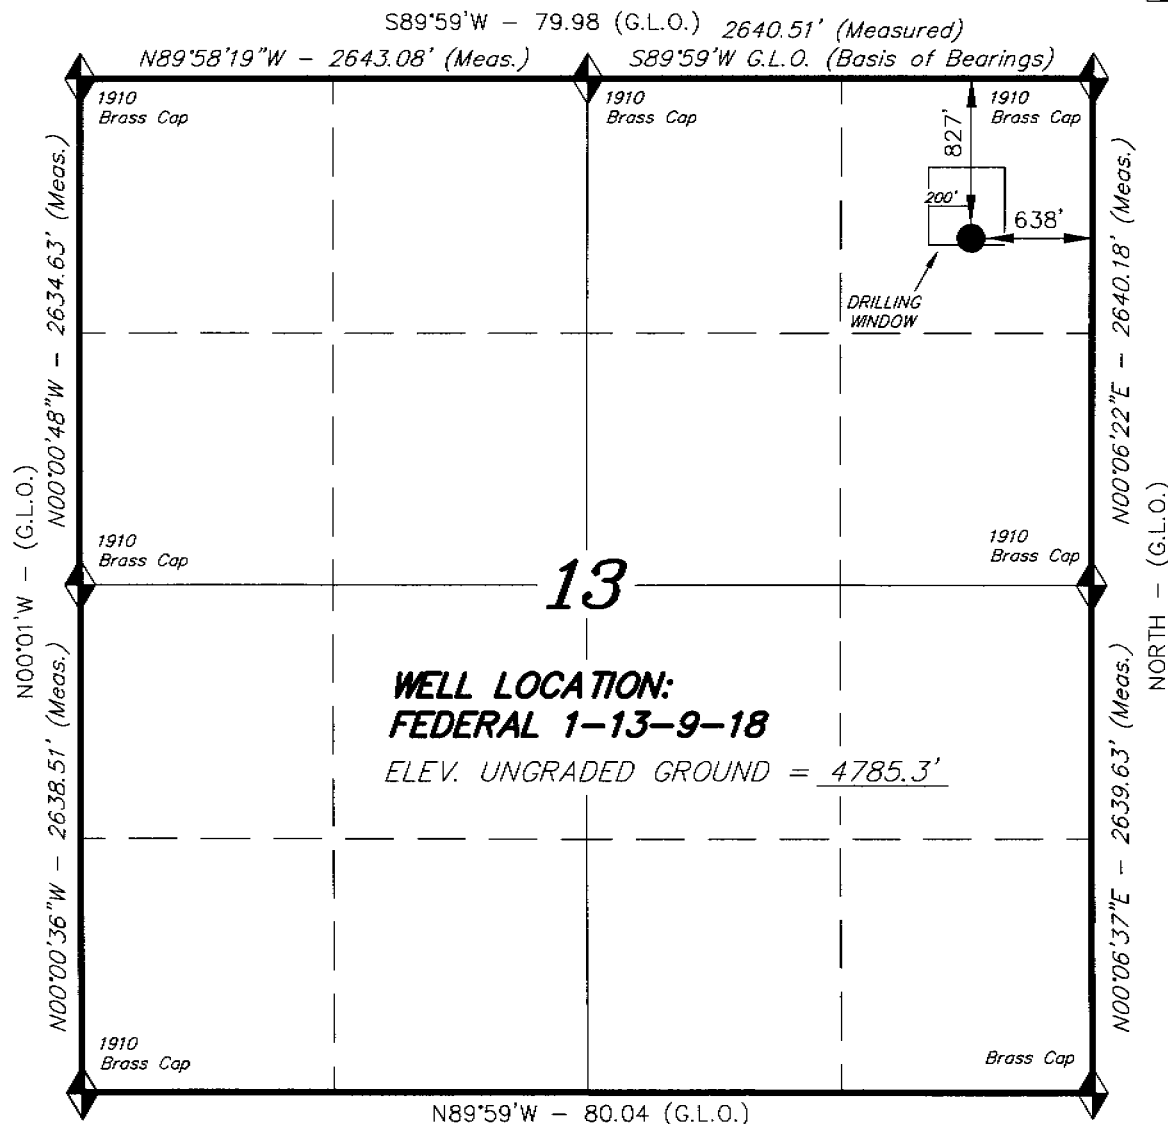 S89°59'W - 79.98 (G.L.O.)
2640.51' (Measured)
N89°58'19"W - 2643.08' (Meas.)
S89°59'W G.L.O. (Basis of Bearings)
1910
Brass Cap
1910
Brass Cap
1910
Brass Cap
827'
200'
638'
DRILLING
WINDOW
N00°00'48"W - 2634.63' (Meas.)
N00°06'22"E - 2640.18' (Meas.)
N00°01'W - (G.L.O.)
NORTH - (G.L.O.)
1910
Brass Cap
1910
Brass Cap
13
WELL LOCATION:
FEDERAL 1-13-9-18
ELEV. UNGRADED GROUND = 4785.3'
N00°00'36"W - 2638.51' (Meas.)
N00°06'37"E - 2639.63' (Meas.)
1910
Brass Cap
Brass Cap
N89°59'W - 80.04 (G.L.O.)